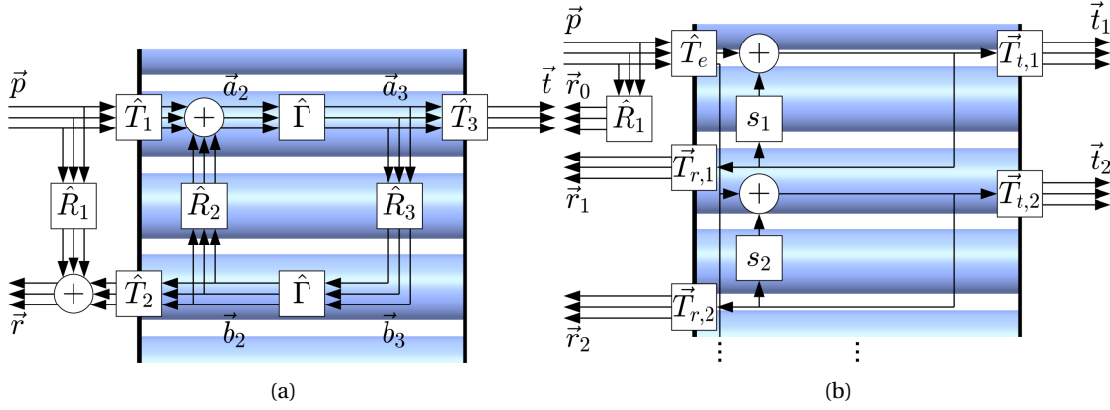 p⃗
T̂₁
+
a⃗₂
Γ̂
a⃗₃
T̂₃
t⃗
R̂₁
R̂₂
R̂₃
r⃗
+
T̂₂
b⃗₂
Γ̂
b⃗₃
(a)
p⃗
T̂ₑ
+
T⃗ₜ,₁
t⃗₁
r⃗₀
R̂₁
s₁
T⃗ᵣ,₁
r⃗₁
+
T⃗ₜ,₂
t⃗₂
s₂
T⃗ᵣ,₂
r⃗₂
⋮
⋮
(b)